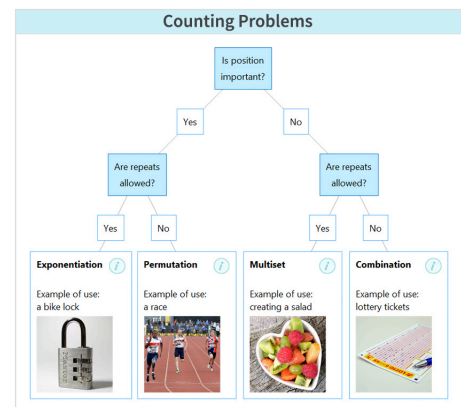 Counting Problems
Is position
important?
Yes
No
Are repeats
allowed?
Are repeats
allowed?
Yes
No
Yes
No
Exponentiation i
Permutation i
Multiset i
Combination i
Example of use:
a bike lock
Example of use:
a race
Example of use:
creating a salad
Example of use:
lottery tickets